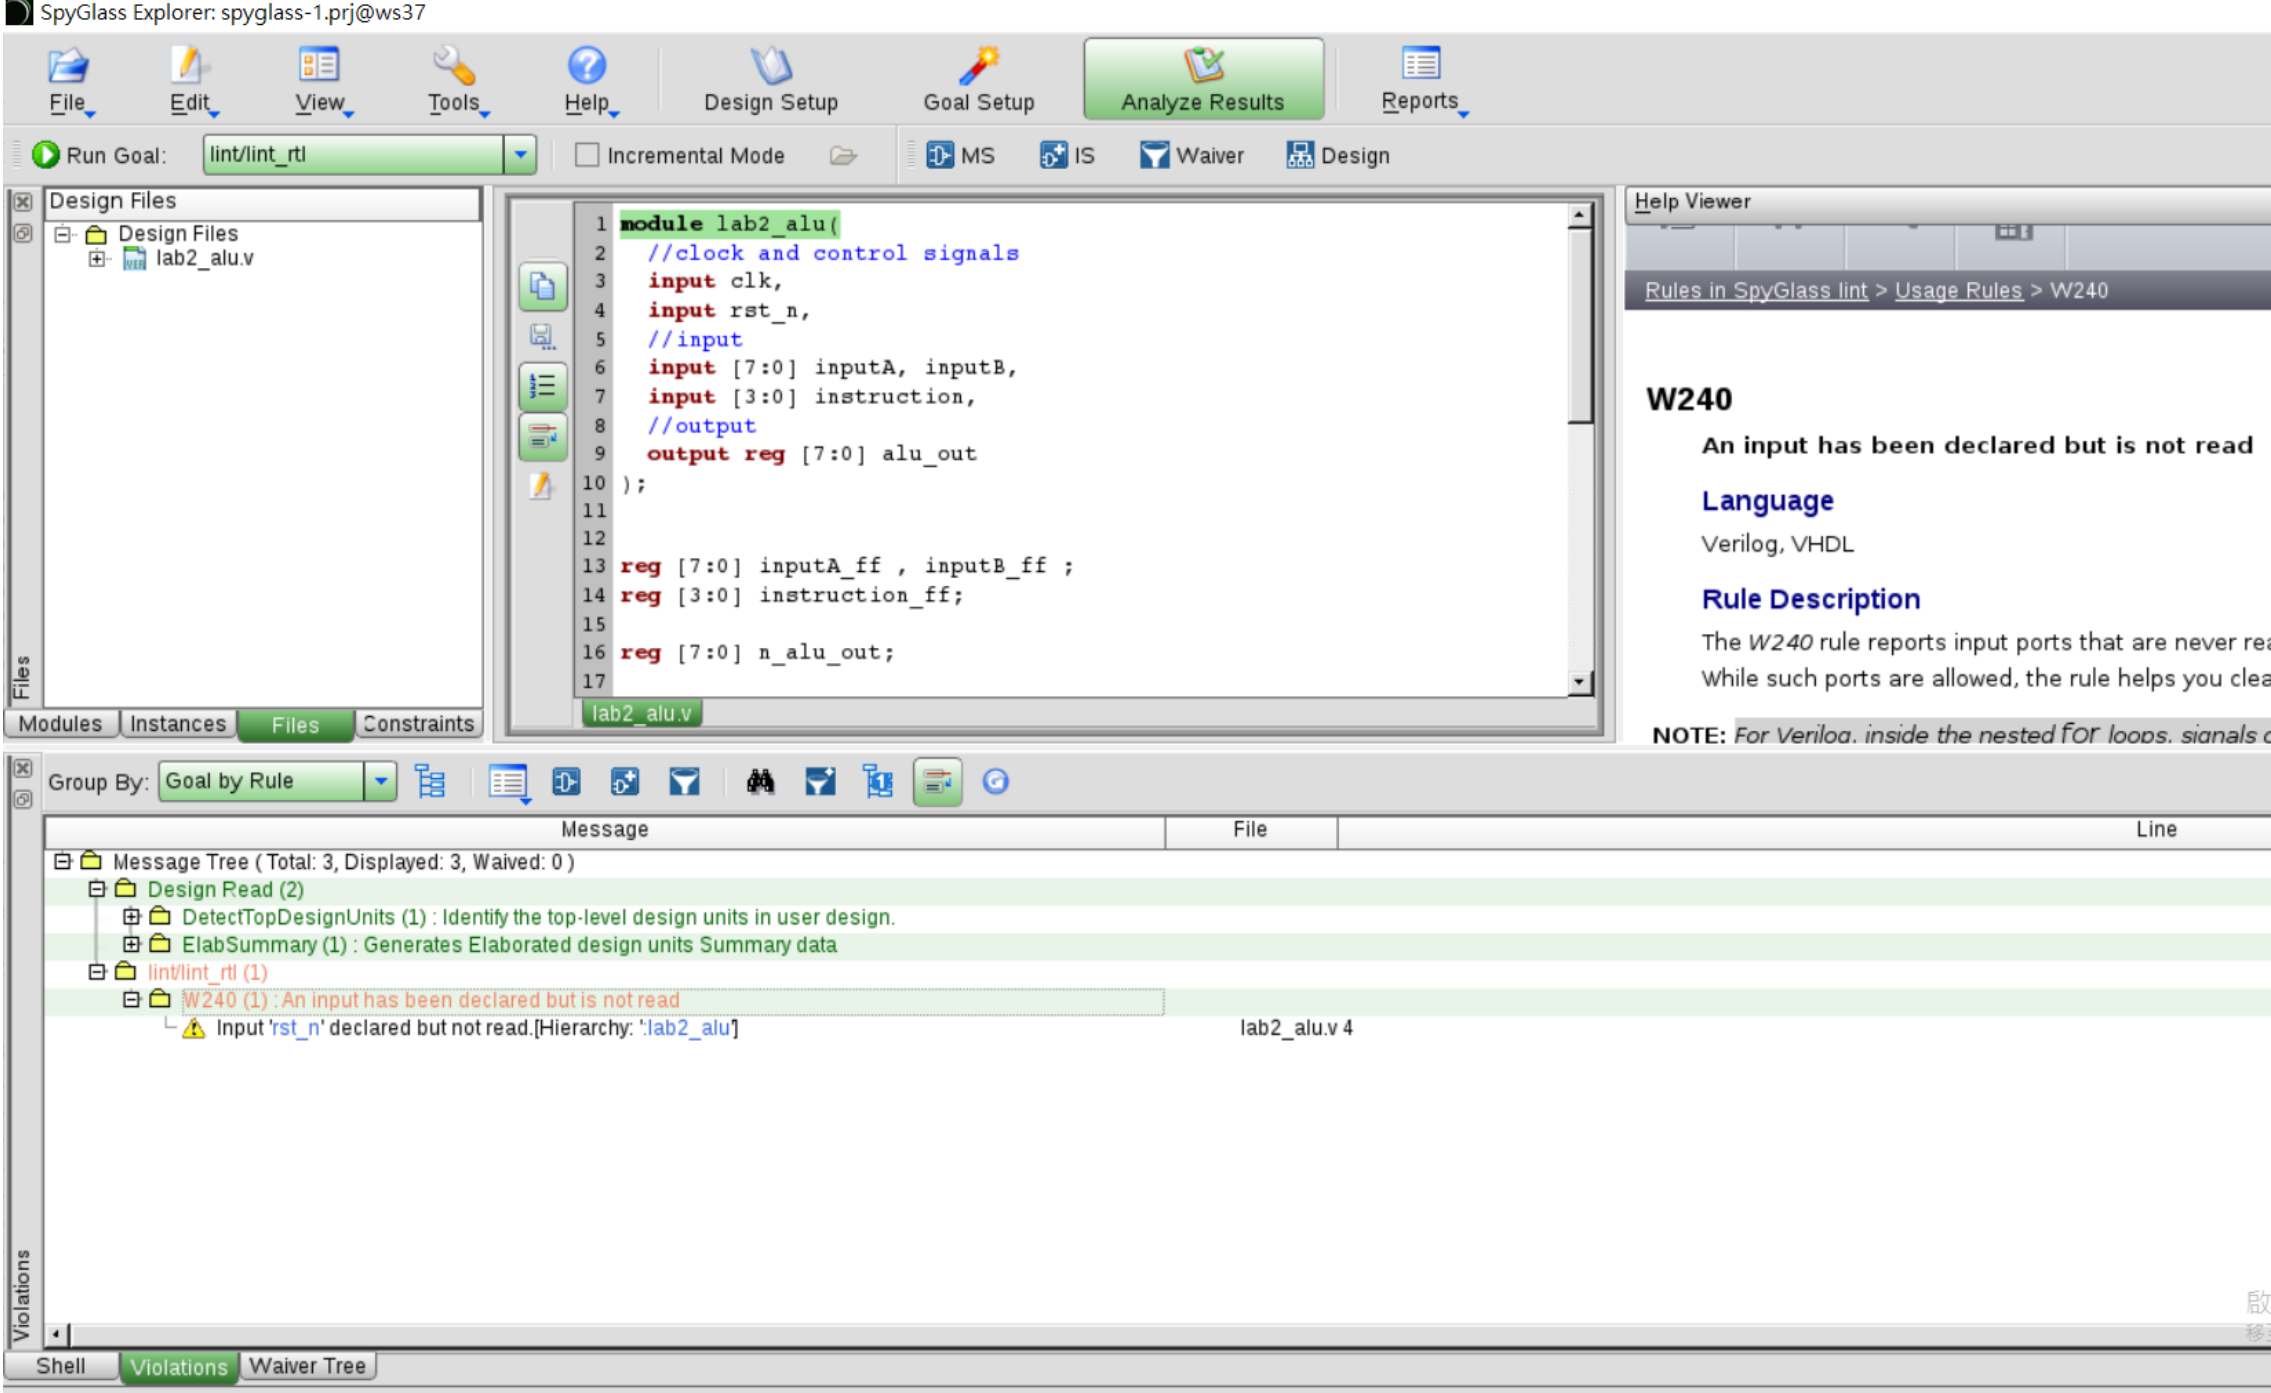 SpyGlass Explorer: spyglass-1.prj@ws37
File Edit View Tools Help Design Setup Goal Setup Analyze Results Reports
Run Goal: lint/lint_rtl Incremental Mode MS IS Waiver Design
Design Files
Design Files
lab2_alu.v
Files
Modules Instances Files Constraints
1 module lab2_alu(
2 //clock and control signals
3 input clk,
4 input rst_n,
5 //input
6 input [7:0] inputA, inputB,
7 input [3:0] instruction,
8 //output
9 output reg [7:0] alu_out
10 );
11
12
13 reg [7:0] inputA_ff , inputB_ff ;
14 reg [3:0] instruction_ff;
15
16 reg [7:0] n_alu_out;
17
lab2_alu.v
Help Viewer
Rules in SpyGlass lint > Usage Rules > W240
W240
An input has been declared but is not read
Language
Verilog, VHDL
Rule Description
The W240 rule reports input ports that are never rea
While such ports are allowed, the rule helps you clea
NOTE: For Verilog, inside the nested for loops, signals
Group By: Goal by Rule
Message File Line
Message Tree ( Total: 3, Displayed: 3, Waived: 0 )
Design Read (2)
DetectTopDesignUnits (1) : Identify the top-level design units in user design.
ElabSummary (1) : Generates Elaborated design units Summary data
lint/lint_rtl (1)
W240 (1) : An input has been declared but is not read
Input 'rst_n' declared but not read.[Hierarchy: ':lab2_alu'] lab2_alu.v 4
Violations
啟
移
Shell Violations Waiver Tree